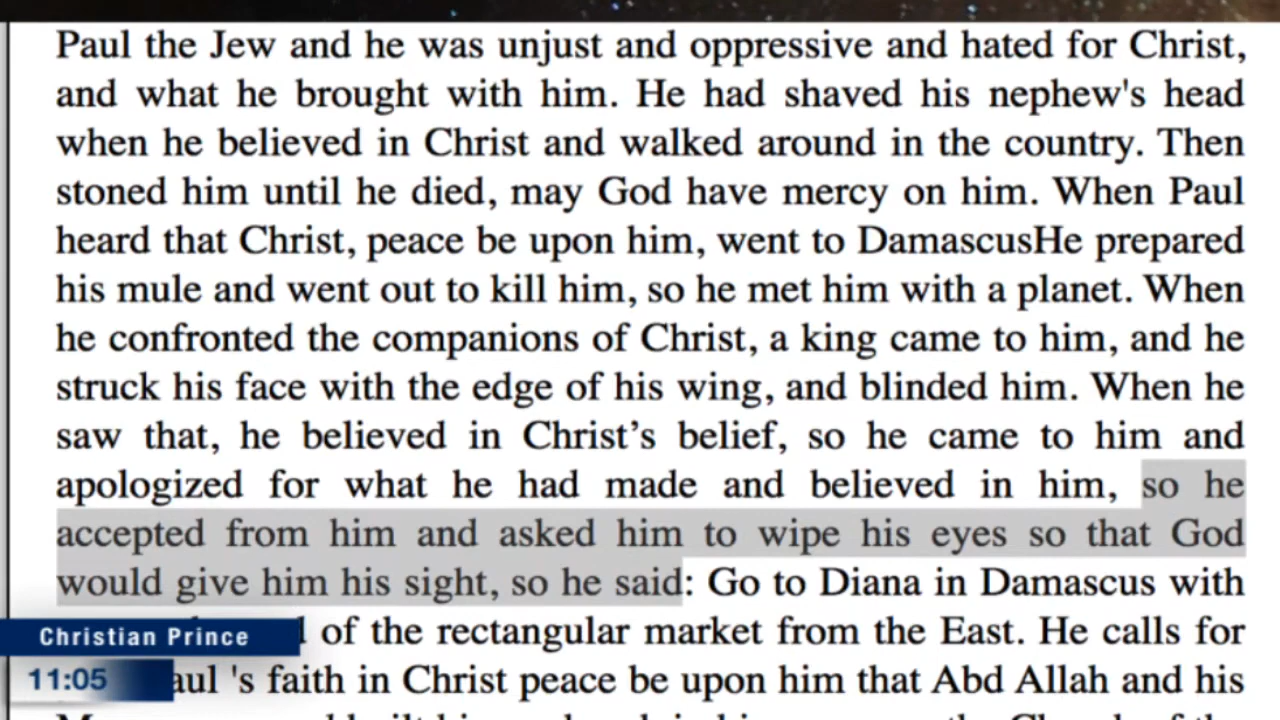 Paul the Jew and he was unjust and oppressive and hated for Christ,
and what he brought with him. He had shaved his nephew's head
when he believed in Christ and walked around in the country. Then
stoned him until he died, may God have mercy on him. When Paul
heard that Christ, peace be upon him, went to DamascusHe prepared
his mule and went out to kill him, so he met him with a planet. When
he confronted the companions of Christ, a king came to him, and he
struck his face with the edge of his wing, and blinded him. When he
saw that, he believed in Christ’s belief, so he came to him and
apologized for what he had made and believed in him, so he
accepted from him and asked him to wipe his eyes so that God
would give him his sight, so he said: Go to Diana in Damascus with
of the rectangular market from the East. He calls for
Christian Prince
aul 's faith in Christ peace be upon him that Abd Allah and his
11:05